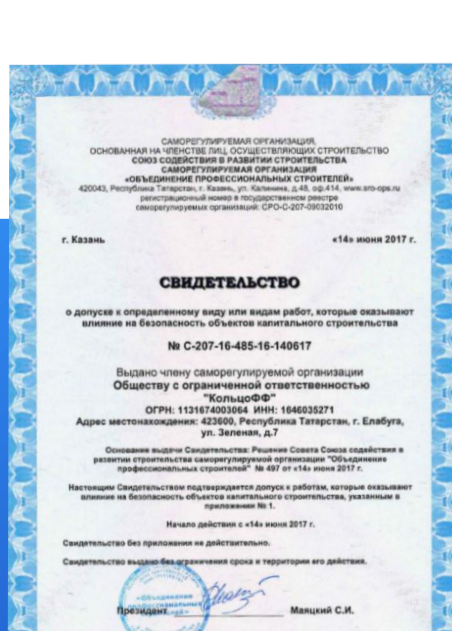 САМОРЕГУЛИРУЕМАЯ ОРГАНИЗАЦИЯ,
ОСНОВАННАЯ НА ЧЛЕНСТВЕ ЛИЦ, ОСУЩЕСТВЛЯЮЩИХ СТРОИТЕЛЬСТВО
СОЮЗ СОДЕЙСТВИЯ В РАЗВИТИИ СТРОИТЕЛЬСТВА
САМОРЕГУЛИРУЕМАЯ ОРГАНИЗАЦИЯ
«ОБЪЕДИНЕНИЕ ПРОФЕССИОНАЛЬНЫХ СТРОИТЕЛЕЙ»
420043, Республика Татарстан, г. Казань, ул. Калинина, д.48, оф.414, www.sro-ops.ru
регистрационный номер в государственном реестре
саморегулируемых организаций: СРО-С-207-09032010
г. Казань «14» июня 2017 г.
СВИДЕТЕЛЬСТВО
о допуске к определенному виду или видам работ, которые оказывают
влияние на безопасность объектов капитального строительства
№ С-207-16-485-16-140617
Выдано члену саморегулируемой организации
Обществу с ограниченной ответственностью
"КольцоФФ"
ОГРН: 1131674003064 ИНН: 1646035271
Адрес местонахождения: 423600, Республика Татарстан, г. Елабуга,
ул. Зеленая, д.7
Основание выдачи Свидетельства: Решение Совета Союза содействия в
развитии строительства саморегулируемой организации "Объединение
профессиональных строителей" № 497 от «14» июня 2017 г.
Настоящим Свидетельством подтверждается допуск к работам, которые оказывают
влияние на безопасность объектов капитального строительства, указанным в
приложении № 1.
Начало действия с «14» июня 2017 г.
Свидетельство без приложения не действительно.
Свидетельство выдано без ограничения срока и территории его действия.
«Объединение
профессиональных
Президент Маяцкий С.И.